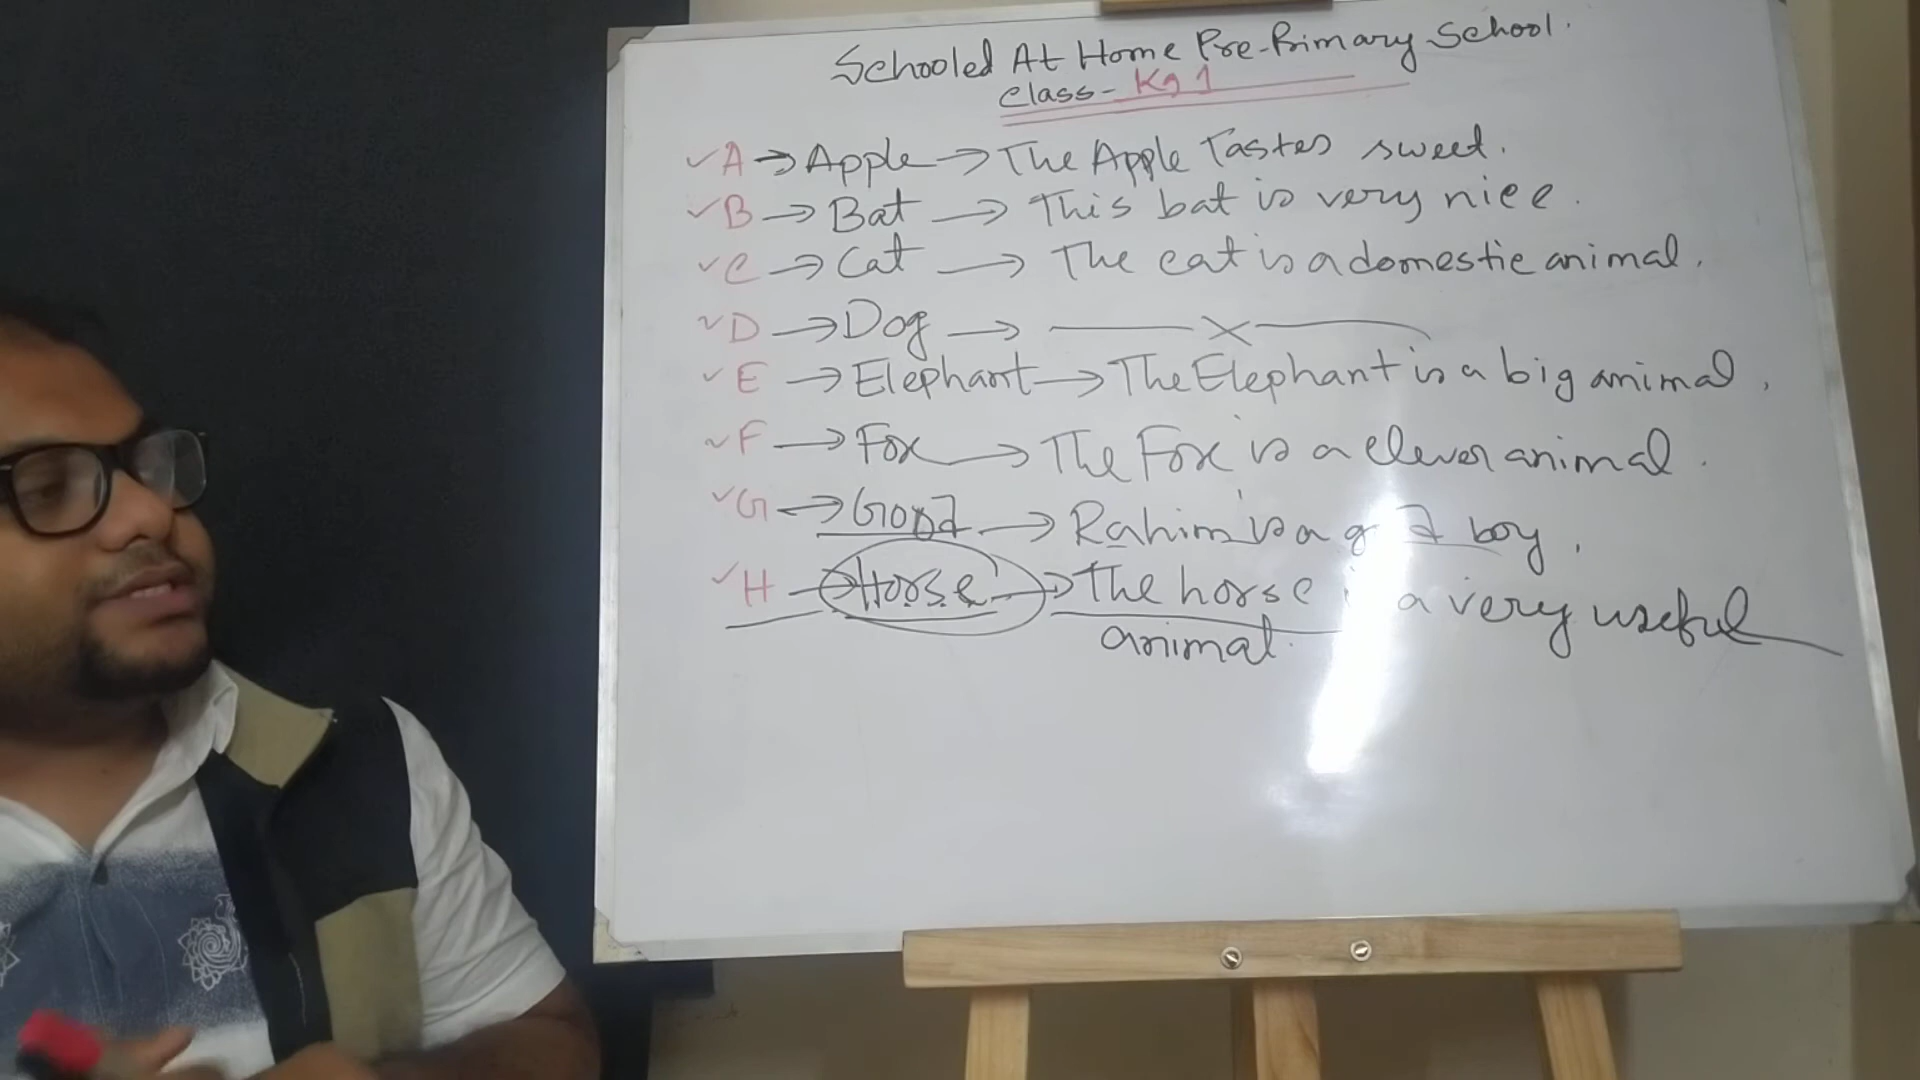 Schooled At Home Pre-Primary School.
Class- Kg 1
A → Apple → The Apple Tastes sweet.
B → Bat → This bat is very nice.
C → Cat → The cat is a domestic animal.
D → Dog → —— X ——
E → Elephant → The Elephant is a big animal.
F → Fox → The Fox is a clever animal.
G → Good → Rahim is a g d boy.
H → Horse → The horse a very useful
animal.